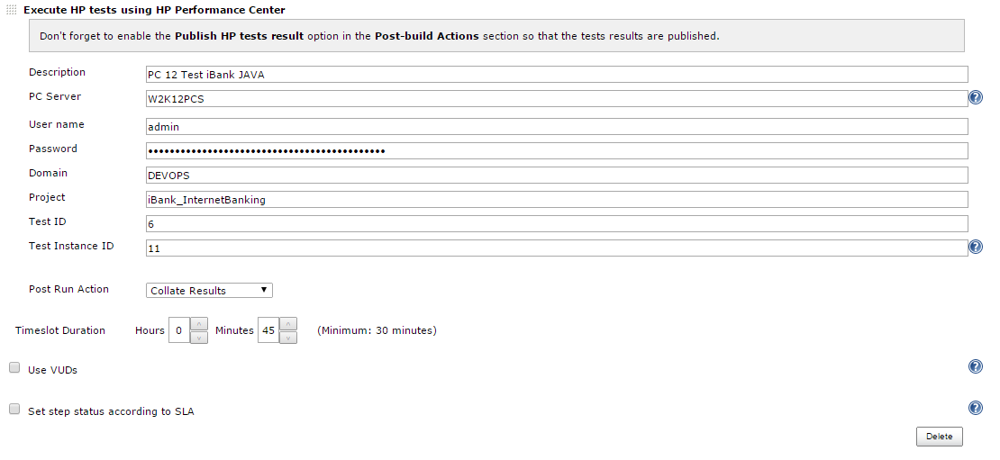 Execute HP tests using HP Performance Center
Don't forget to enable the Publish HP tests result option in the Post-build Actions section so that the tests results are published.
Description PC 12 Test iBank JAVA
PC Server W2K12PCS ?
User name admin
Password ••••••••••••••••••••••••••••••••••••••••••••
Domain DEVOPS
Project iBank_InternetBanking
Test ID 6
Test Instance ID 11 ?
Post Run Action Collate Results
Timeslot Duration Hours 0 Minutes 45 (Minimum: 30 minutes)
Use VUDs ?
Set step status according to SLA ?
Delete